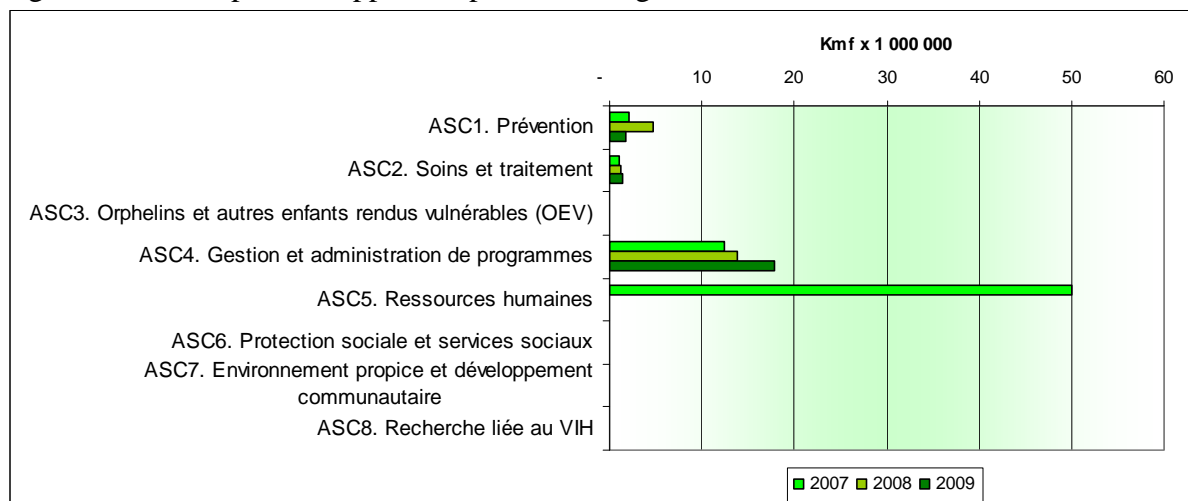 Kmf x 1 000 000
- 10 20 30 40 50 60
ASC1. Prévention
ASC2. Soins et traitement
ASC3. Orphelins et autres enfants rendus vulnérables (OEV)
ASC4. Gestion et administration de programmes
ASC5. Ressources humaines
ASC6. Protection sociale et services sociaux
ASC7. Environnement propice et développement
communautaire
ASC8. Recherche liée au VIH
2007 2008 2009